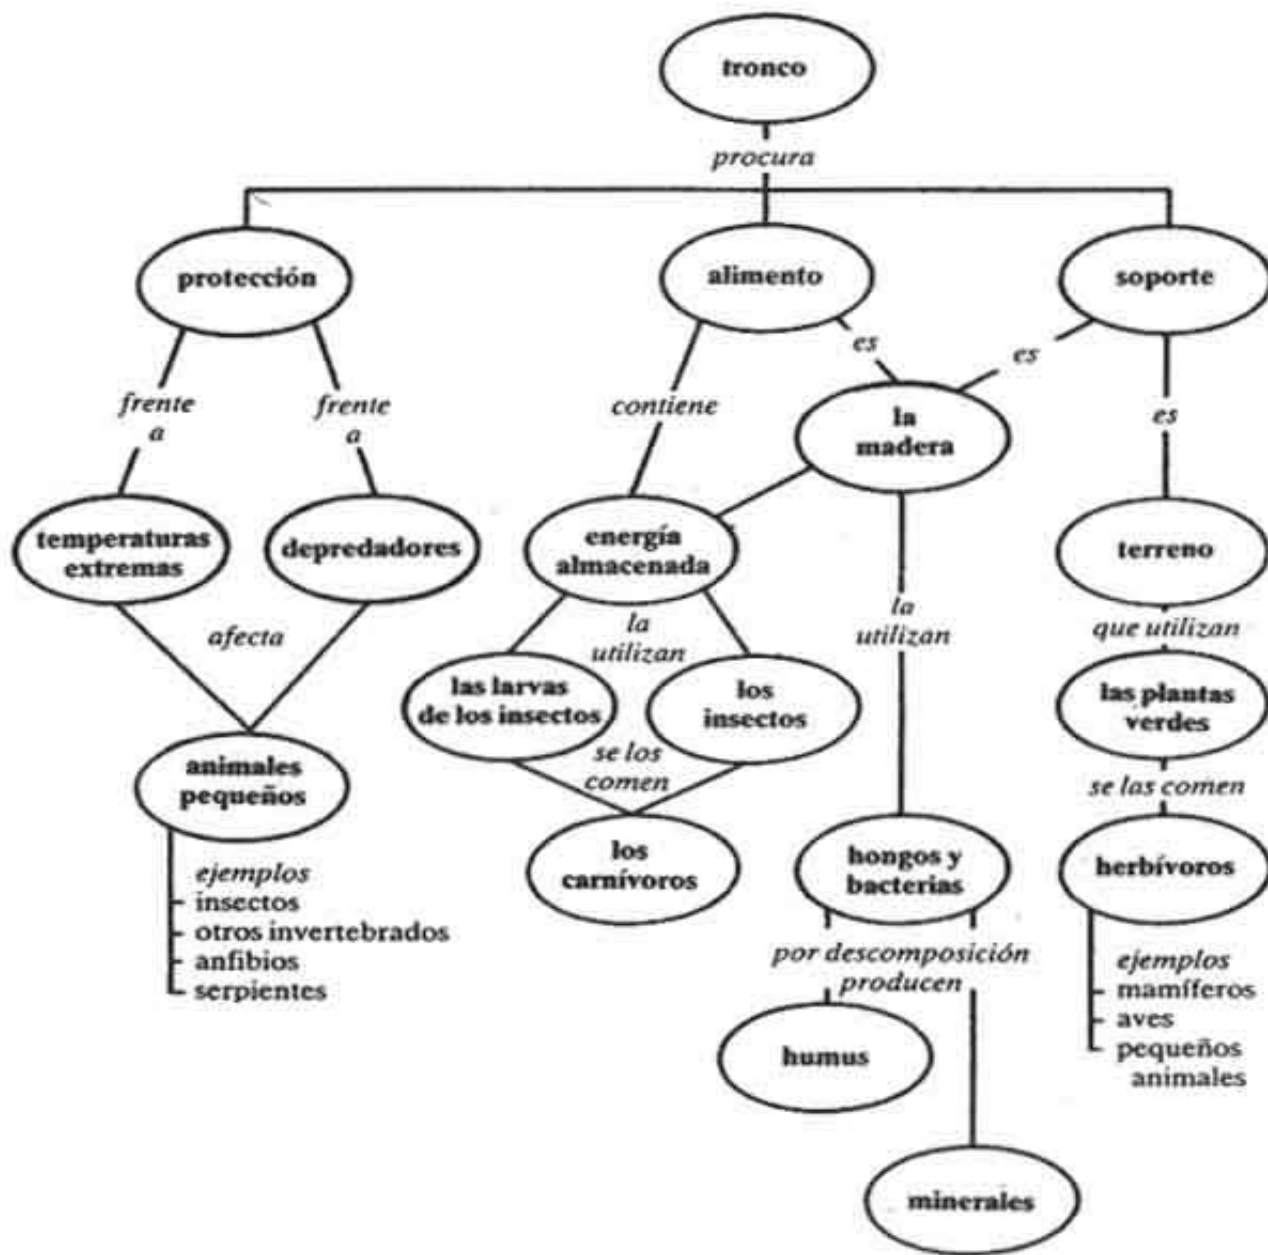 tronco
procura
protección
alimento
soporte
es
es
frente
a
frente
a
contiene
la
madera
es
temperaturas
extremas
depredadores
energía
almacenada
terreno
afecta
la
utilizan
la
utilizan
que utilizan
las larvas
de los insectos
los
insectos
las plantas
verdes
se los
comen
se las comen
animales
pequeños
los
carnívoros
hongos y
bacterias
herbívoros
ejemplos
insectos
otros invertebrados
anfibios
serpientes
por descomposición
producen
ejemplos
mamíferos
aves
pequeños
animales
humus
minerales